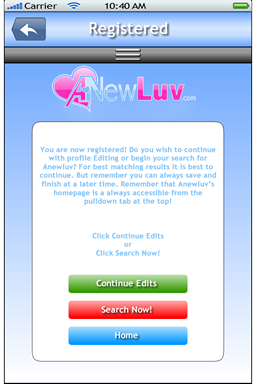 Carrier 10:40 AM
Registered
ANewLuv.com
You are now registered! Do you wish to continue
with profile Editing or begin your search for
Anewluv? For best matching results it is best to
continue. But remember you can always save and
finish at a later time. Remember that Anewluv's
homepage is a always accessible from the
pulldown tab at the top!
Click Continue Edits
or
Click Search Now!
Continue Edits
Search Now!
Home